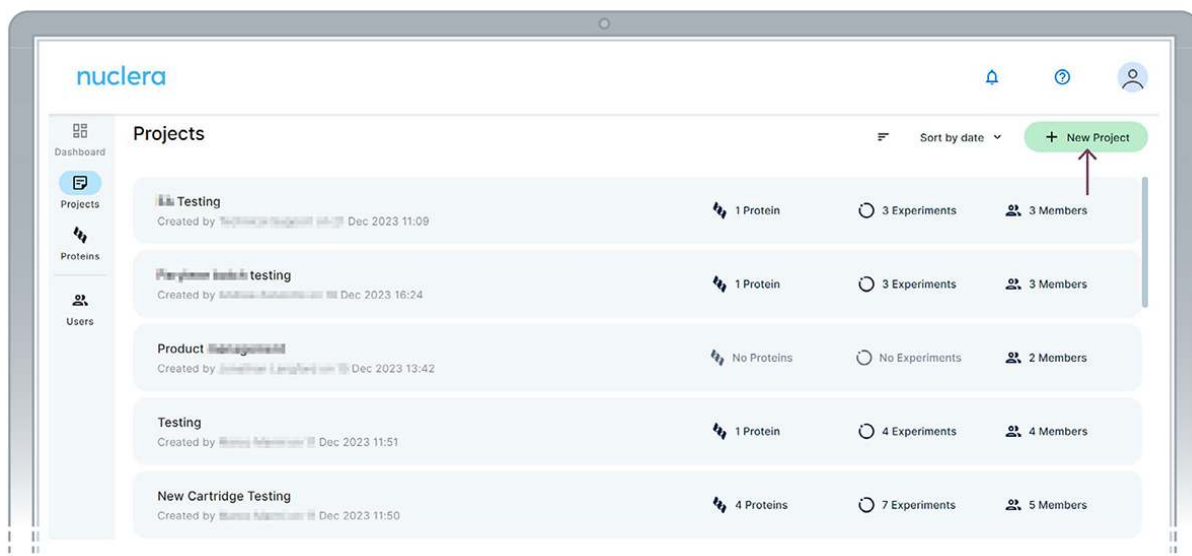 nuclera
Dashboard
Projects
Proteins
Users
Projects
Sort by date
+ New Project
Testing
Created by Dec 2023 11:09
1 Protein
3 Experiments
3 Members
testing
Created by Dec 2023 16:24
1 Protein
3 Experiments
3 Members
Product
Created by Dec 2023 13:42
No Proteins
No Experiments
2 Members
Testing
Created by Dec 2023 11:51
1 Protein
4 Experiments
4 Members
New Cartridge Testing
Created by Dec 2023 11:50
4 Proteins
7 Experiments
5 Members